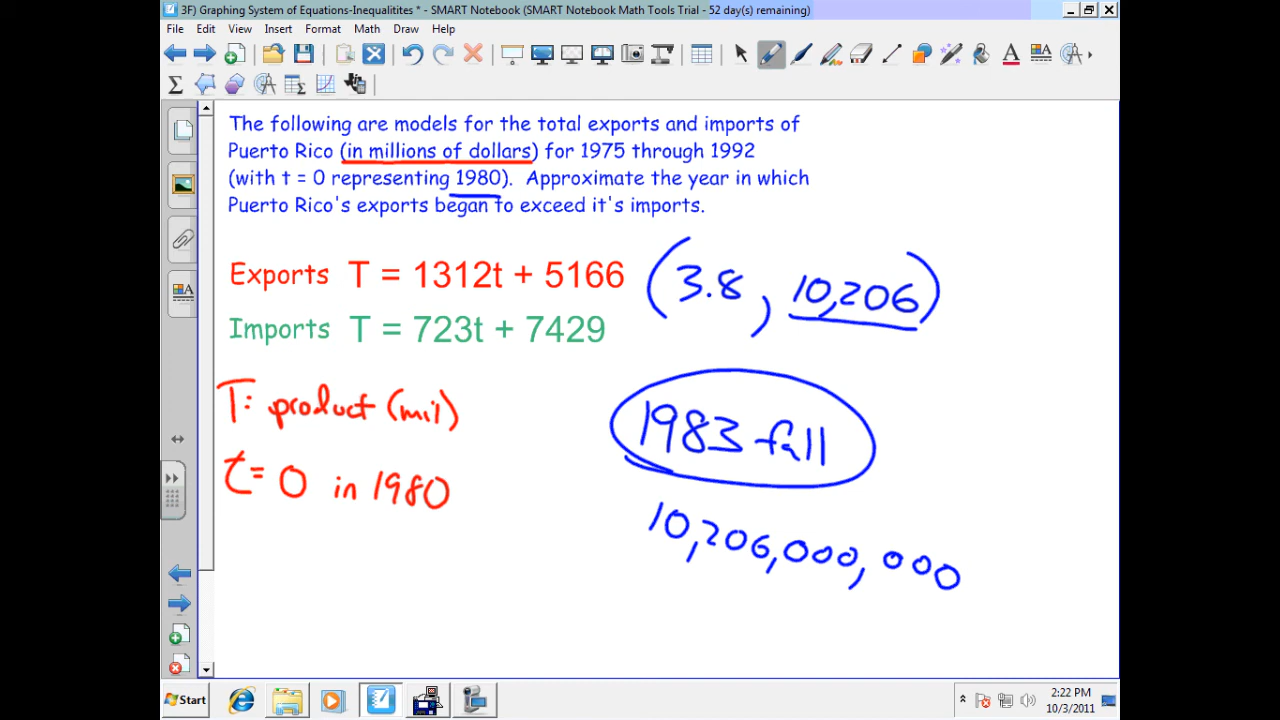 3F) Graphing System of Equations-Inequalitites * - SMART Notebook (SMART Notebook Math Tools Trial - 52 day(s) remaining)
File Edit View Insert Format Math Draw Help
The following are models for the total exports and imports of
Puerto Rico (in millions of dollars) for 1975 through 1992
(with t = 0 representing 1980). Approximate the year in which
Puerto Rico's exports began to exceed it's imports.
Exports T = 1312t + 5166
(3.8, 10,206)
Imports T = 723t + 7429
T: product (mil)
1983 fall
t= 0 in 1980
10,206,000,000
Start
2:22 PM
10/3/2011